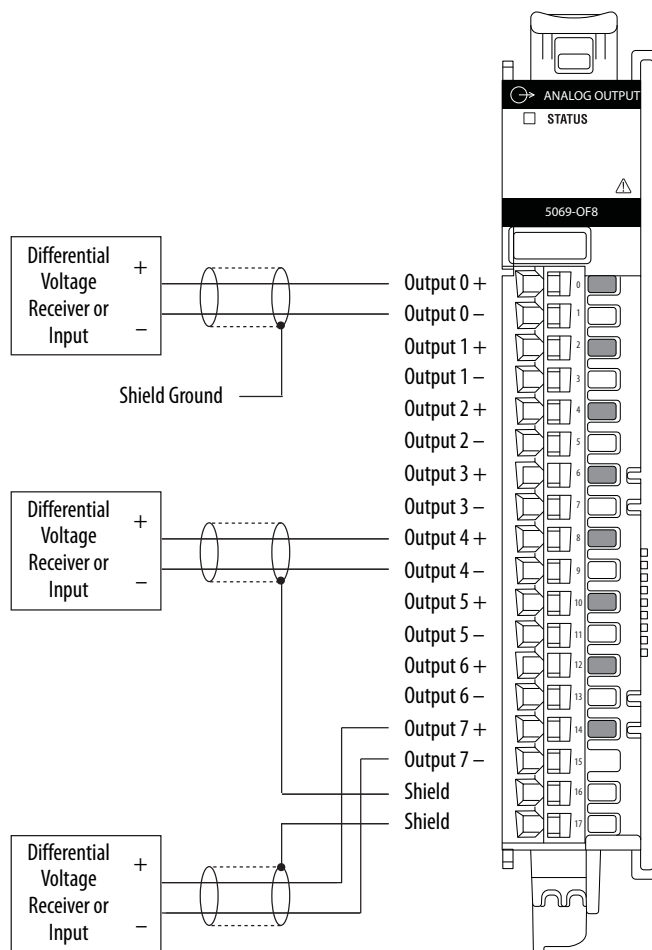 ANALOG OUTPUT
STATUS
5069-OF8
Differential
Voltage
Receiver or
Input
+
–
Shield Ground
Output 0 +
Output 0 –
Output 1 +
Output 1 –
Output 2 +
Output 2 –
Output 3 +
Output 3 –
Differential
Voltage
Receiver or
Input
+
–
Output 4 +
Output 4 –
Output 5 +
Output 5 –
Output 6 +
Output 6 –
Output 7 +
Output 7 –
Shield
Shield
Differential
Voltage
Receiver or
Input
+
–
0
1
2
3
4
5
6
7
8
9
10
11
12
13
14
15
16
17